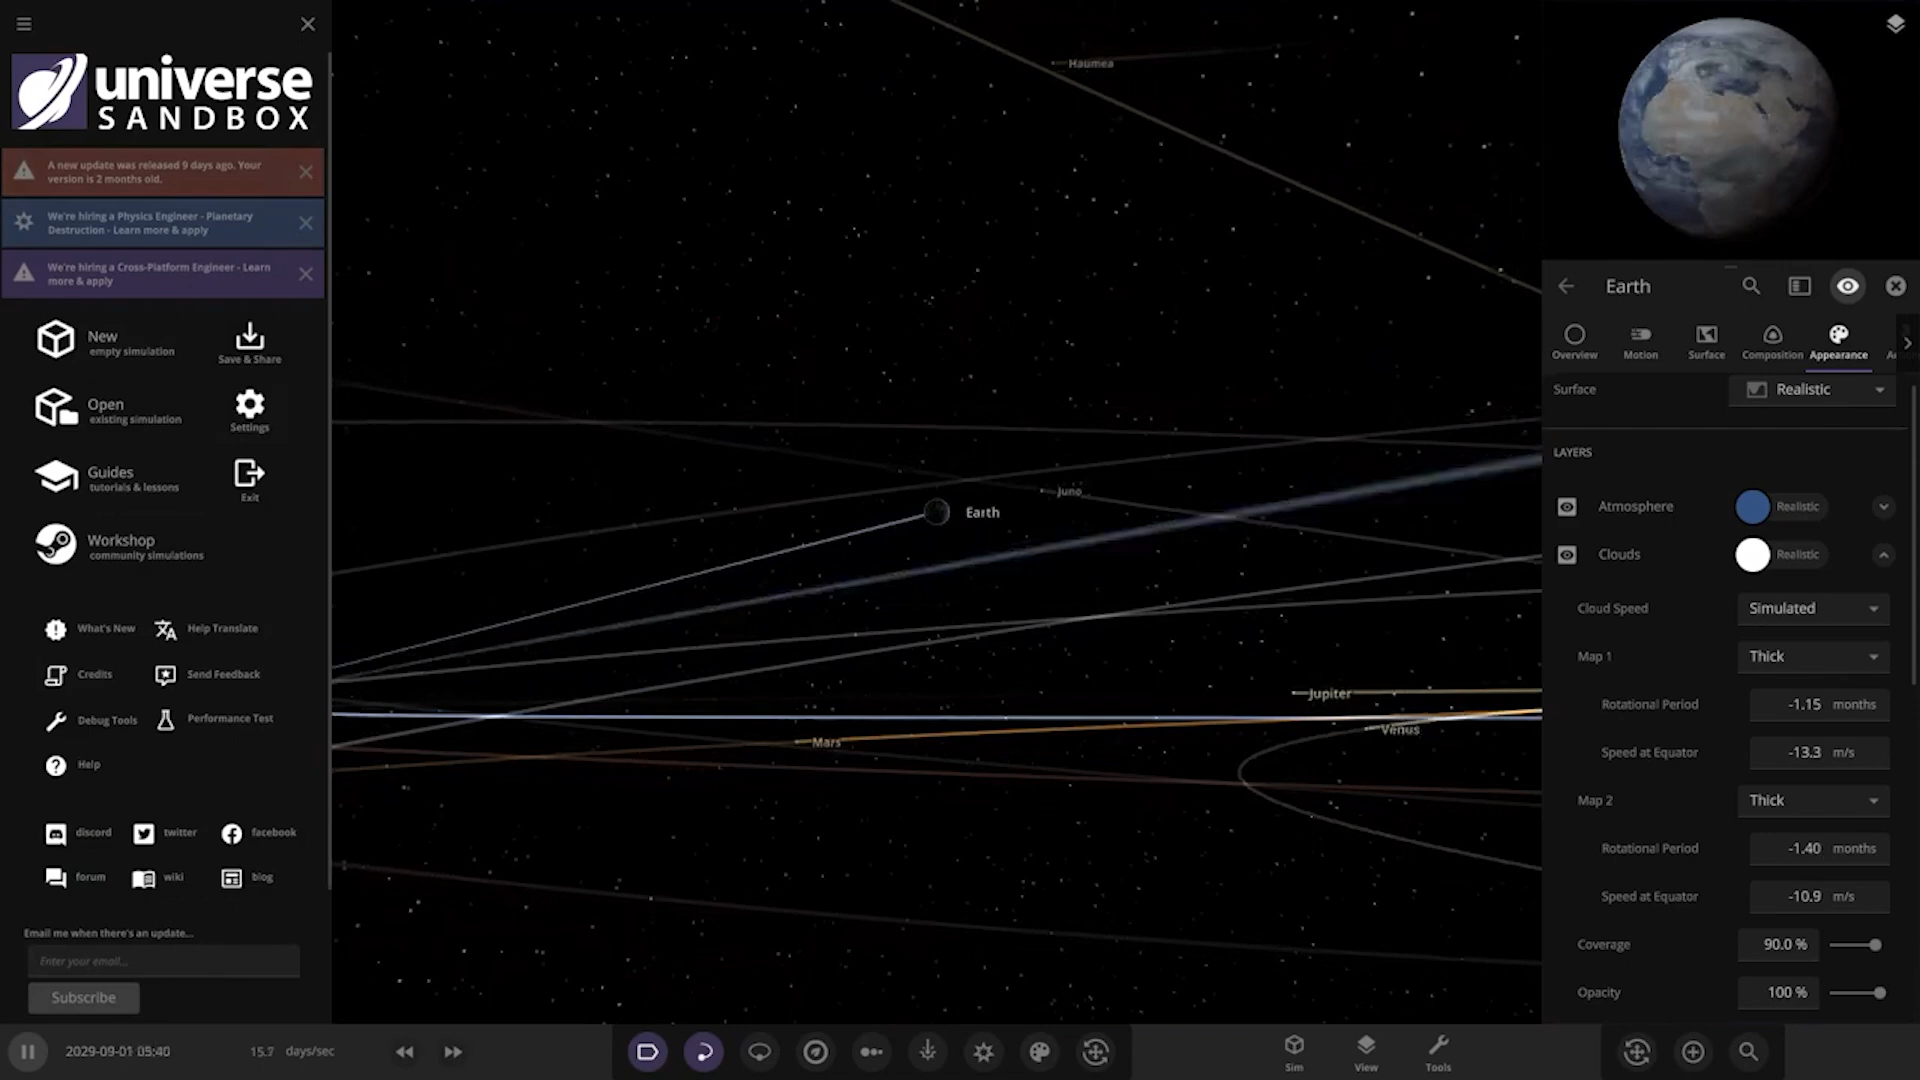 universe
SANDBOX
A new update was released 9 days ago. Your
version is 2 months old.
We're hiring a Physics Engineer - Planetary
Destruction - Learn more & apply
We're hiring a Cross-Platform Engineer - Learn
more & apply
New
empty simulation
Save & Share
Open
existing simulation
Settings
Guides
tutorials & lessons
Exit
Workshop
community simulations
What's New
Help Translate
Credits
Send Feedback
Debug Tools
Performance Test
Help
discord
twitter
facebook
forum
wiki
blog
Email me when there's an update...
Enter your email...
Subscribe
Haumea
Juno
Earth
Jupiter
Venus
Mars
Earth
Overview
Motion
Surface
Composition
Appearance
Surface
Realistic
LAYERS
Atmosphere
Realistic
Clouds
Realistic
Cloud Speed
Simulated
Map 1
Thick
Rotational Period
-1.15 months
Speed at Equator
-13.3 m/s
Map 2
Thick
Rotational Period
-1.40 months
Speed at Equator
-10.9 m/s
Coverage
90.0 %
Opacity
100 %
2029-09-01 05:40
15.7 days/sec
Sim
View
Tools